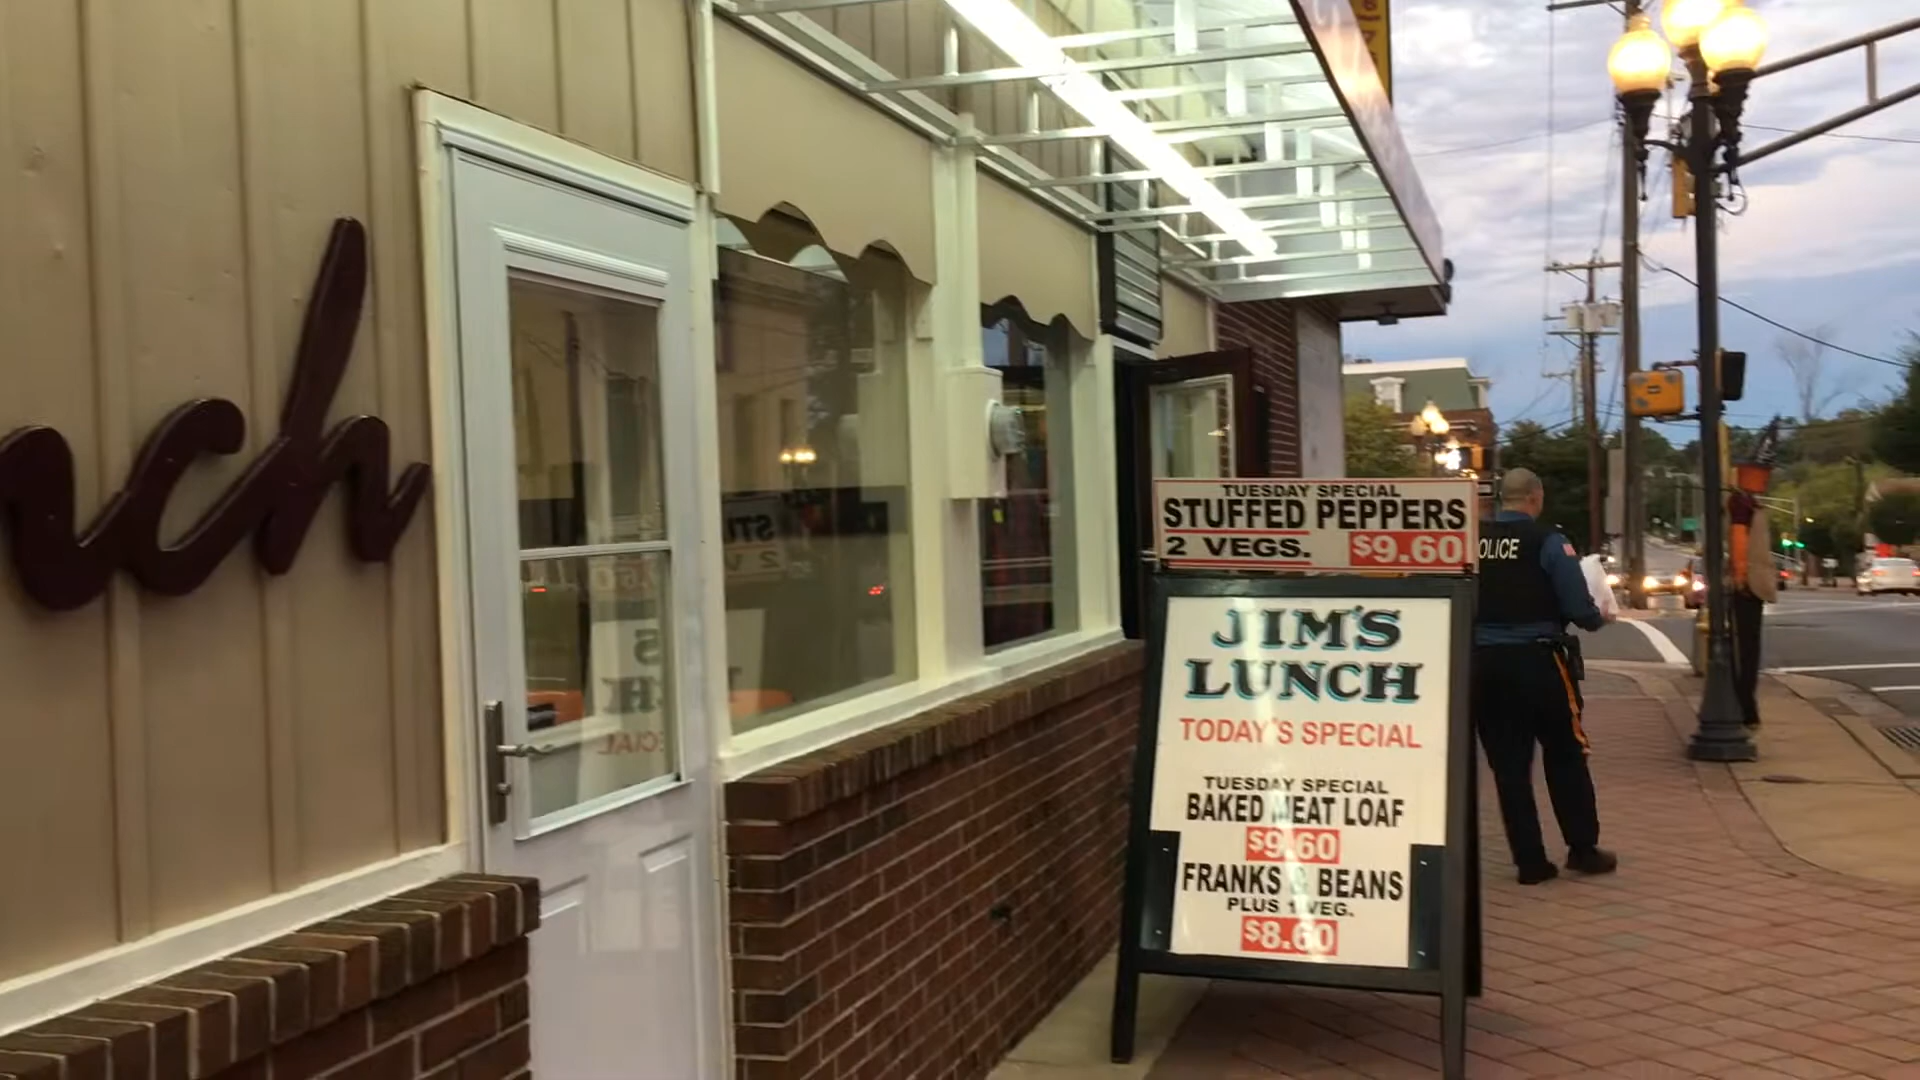 nch
TUESDAY SPECIAL
STUFFED PEPPERS
2 VEGS. $9.60
POLICE
JIM'S
LUNCH
TODAY'S SPECIAL
TUESDAY SPECIAL
BAKED MEAT LOAF
$9.60
FRANKS & BEANS
PLUS 1 VEG.
$8.60